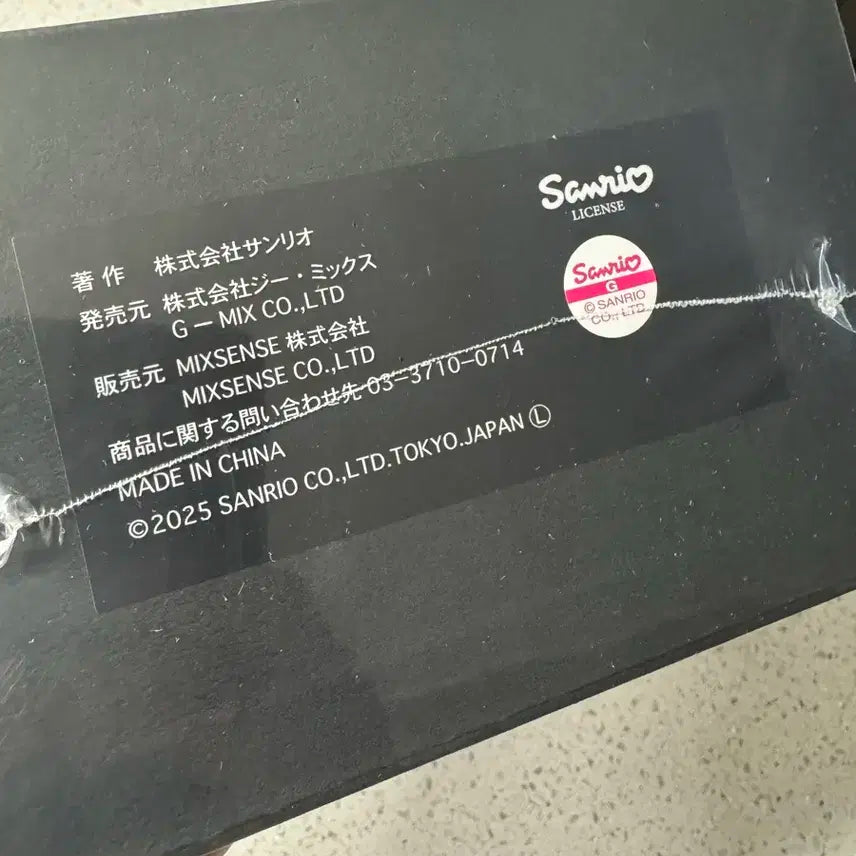 Sanrio
LICENSE
Sanrio
G
© SANRIO
CO., LTD.
著作 株式会社サンリオ
発売元 株式会社ジー・ミックス
G－MIX CO.,LTD
販売元 MIXSENSE 株式会社
MIXSENSE CO.,LTD
商品に関する問い合わせ先 03-3710-0714
MADE IN CHINA
©2025 SANRIO CO.,LTD.TOKYO.JAPAN Ⓛ